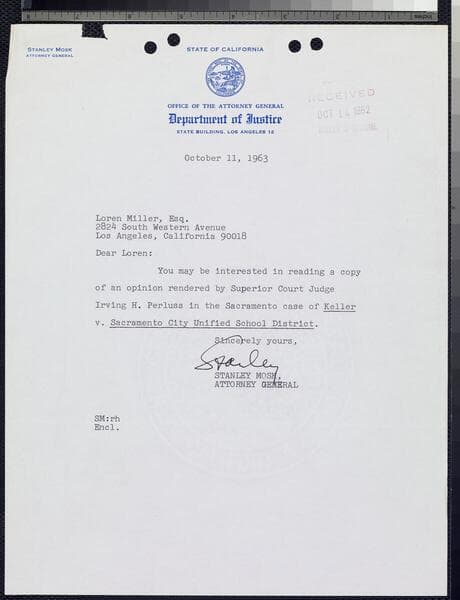 STANLEY MOSK
ATTORNEY GENERAL
STATE OF CALIFORNIA
OFFICE OF THE ATTORNEY GENERAL
Department of Justice
STATE BUILDING, LOS ANGELES 12
RECEIVED
OCT 14 1962
October 11, 1963
Loren Miller, Esq.
2824 South Western Avenue
Los Angeles, California 90018
Dear Loren:
You may be interested in reading a copy
of an opinion rendered by Superior Court Judge
Irving H. Perluss in the Sacramento case of Keller
v. Sacramento City Unified School District.
Sincerely yours,
Stanley
STANLEY MOSK,
ATTORNEY GENERAL
SM:rh
Encl.